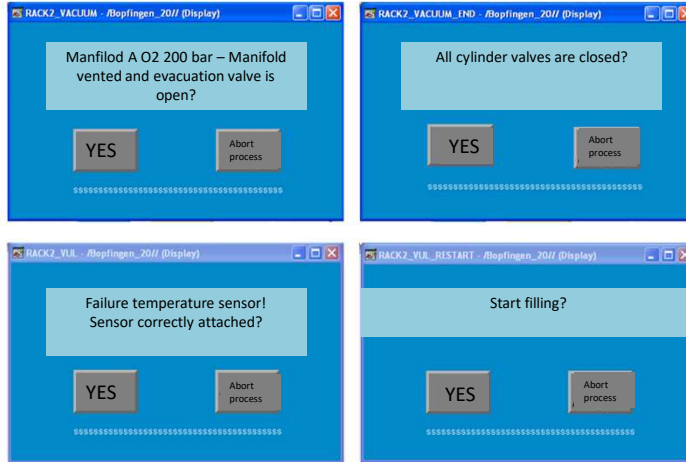 RACK2_VACUUM - /Bopfingen_20// (Display)
Manfilod A O2 200 bar – Manifold
vented and evacuation valve is
open?
YES
Abort
process
$$$$$$$$$$$$$$$$$$$$$$$$$$$$$$$$$$$$$$$$
RACK2_VACUUM_END - /Bopfingen_20// (Display)
All cylinder valves are closed?
YES
Abort
process
$$$$$$$$$$$$$$$$$$$$$$$$$$$$$$$$$$$$$$$$
RACK2_VUL - /Bopfingen_20// (Display)
Failure temperature sensor!
Sensor correctly attached?
YES
Abort
process
$$$$$$$$$$$$$$$$$$$$$$$$$$$$$$$$$$$$$$$$
RACK2_VUL_RESTART - /Bopfingen_20// (Display)
Start filling?
YES
Abort
process
$$$$$$$$$$$$$$$$$$$$$$$$$$$$$$$$$$$$$$$$